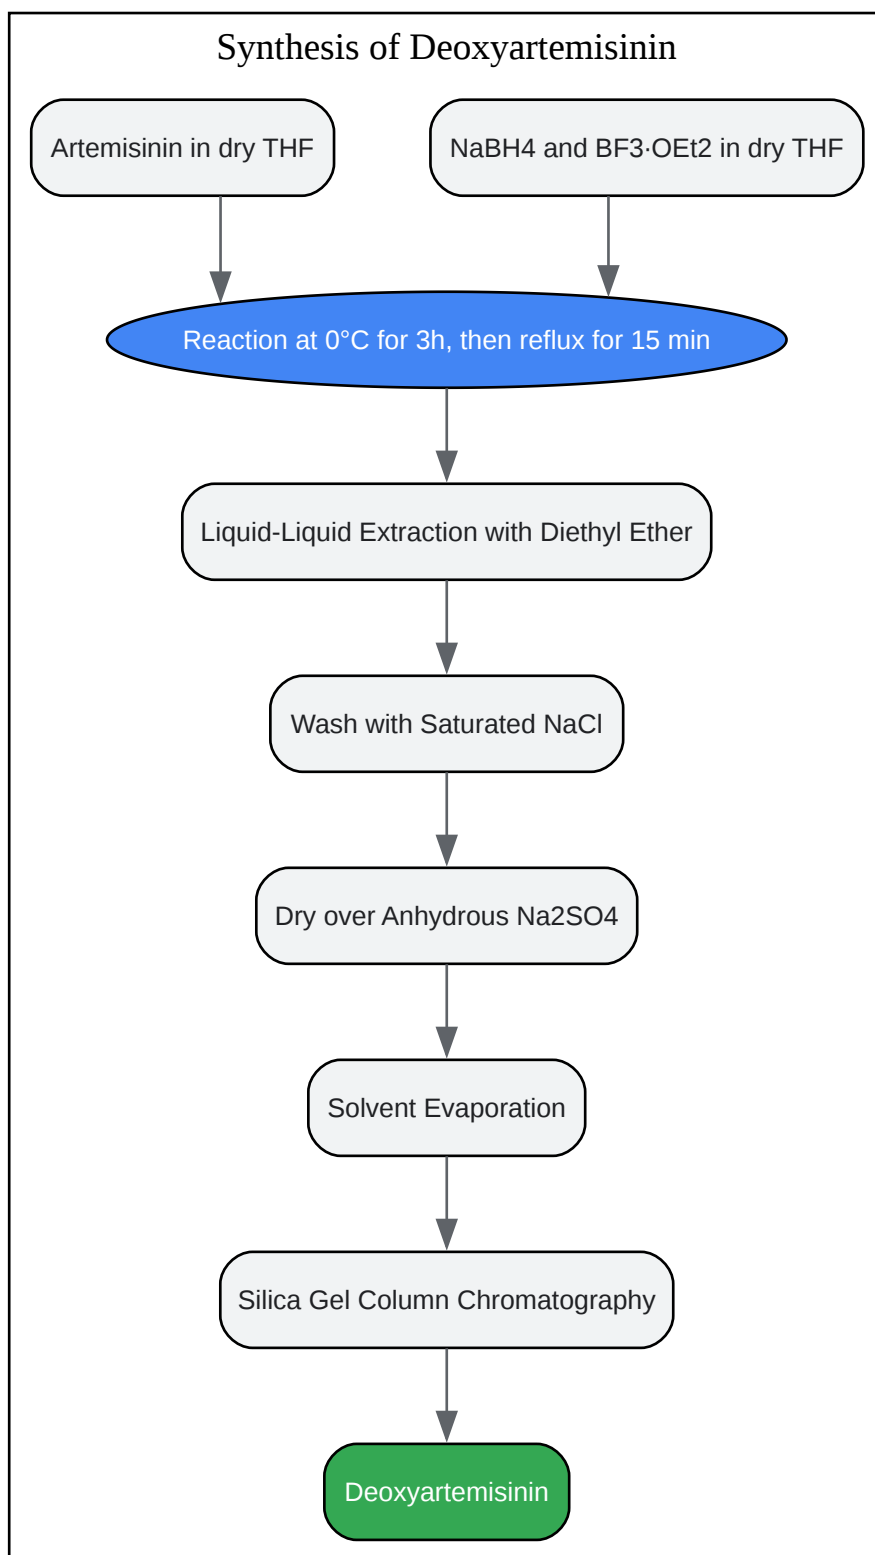 Synthesis of Deoxyartemisinin
Artemisinin in dry THF
NaBH4 and BF3·OEt2 in dry THF
Reaction at 0°C for 3h, then reflux for 15 min
Liquid-Liquid Extraction with Diethyl Ether
Wash with Saturated NaCl
Dry over Anhydrous Na2SO4
Solvent Evaporation
Silica Gel Column Chromatography
Deoxyartemisinin